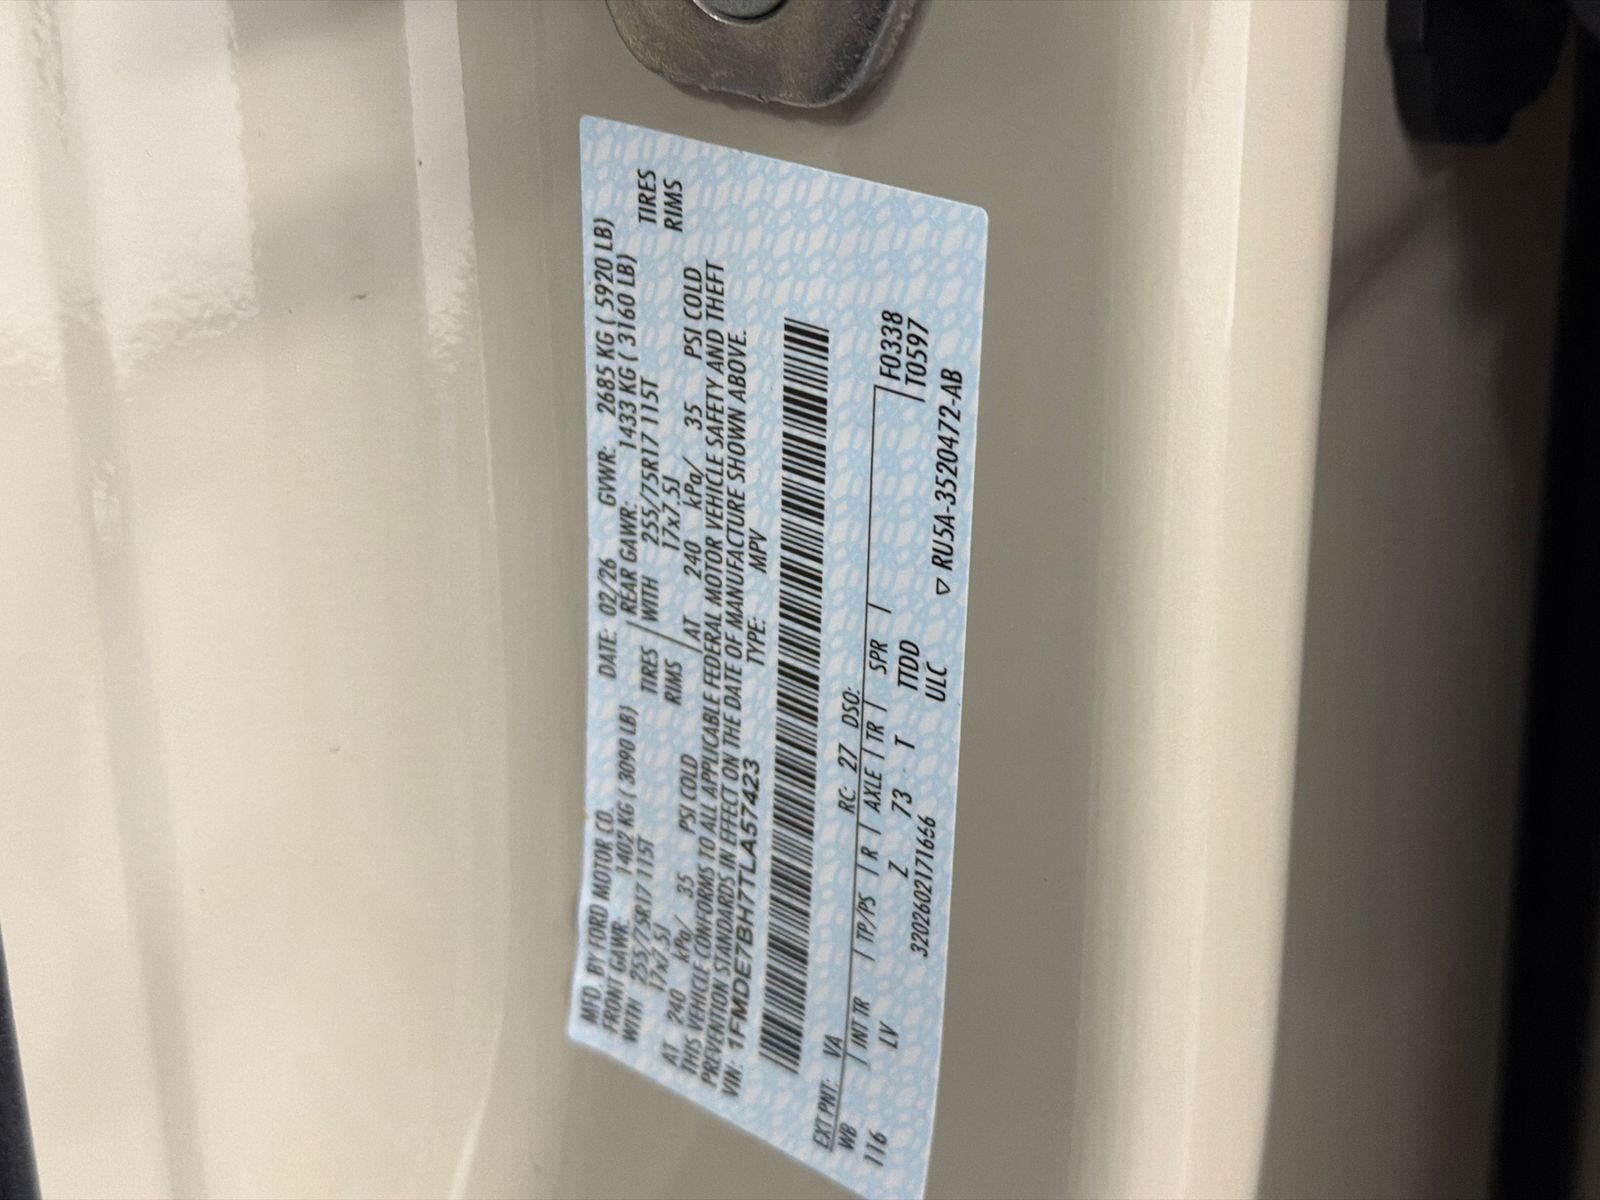 MFD. BY FORD MOTOR CO. DATE: 02/26 GVWR: 2685 KG ( 5920 LB)
FRONT GAWR: 1402 KG ( 3090 LB) REAR GAWR: 1433 KG ( 3160 LB)
WITH 255/75R17 115T TIRES WITH 255/75R17 115T TIRES
17x7.5J RIMS 17x7.5J RIMS
AT 240 kPa/ 35 PSI COLD AT 240 kPa/ 35 PSI COLD
THIS VEHICLE CONFORMS TO ALL APPLICABLE FEDERAL MOTOR VEHICLE SAFETY AND THEFT
PREVENTION STANDARDS IN EFFECT ON THE DATE OF MANUFACTURE SHOWN ABOVE.
VIN: 1FMDE7BH7TLA57423 TYPE: MPV
EXT PNT: VA RC: 27 DSO:
WB INT TR TP/PS R AXLE TR SPR F0338
116 LV Z 73 T TTDD T0597
ULC
3202602171666 ▽ RU5A-3520472-AB